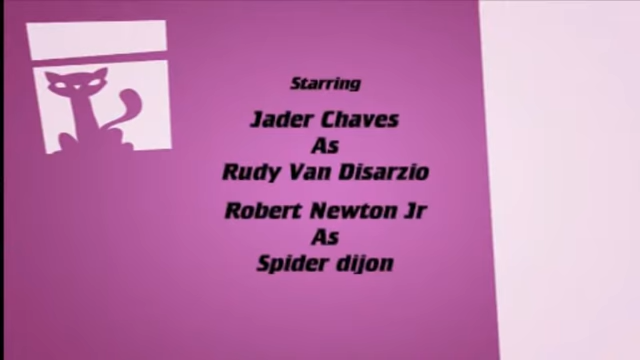 Starring
Jader Chaves
As
Rudy Van Disarzio
Robert Newton Jr
As
Spider dijon